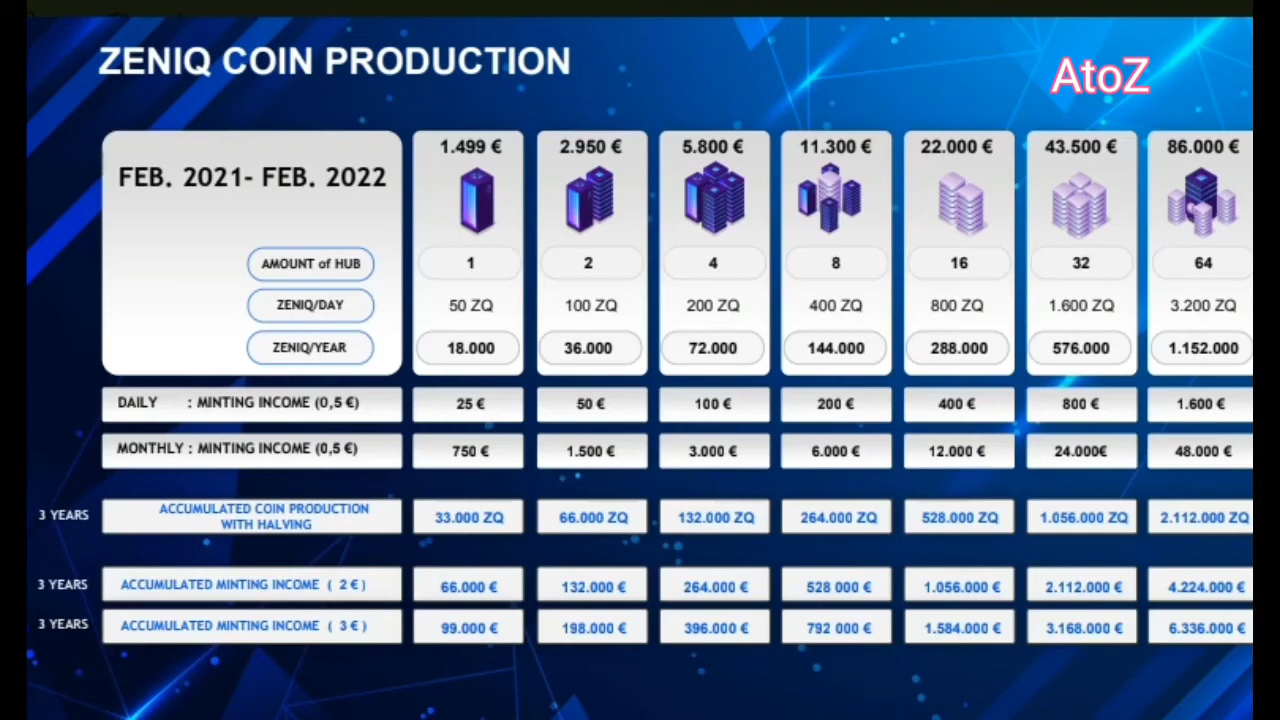 ZENIQ COIN PRODUCTION
AtoZ
FEB. 2021- FEB. 2022
1.499 € 2.950 € 5.800 € 11.300 € 22.000 € 43.500 € 86.000 €
AMOUNT of HUB 1 2 4 8 16 32 64
ZENIQ/DAY 50 ZQ 100 ZQ 200 ZQ 400 ZQ 800 ZQ 1.600 ZQ 3.200 ZQ
ZENIQ/YEAR 18.000 36.000 72.000 144.000 288.000 576.000 1.152.000
DAILY : MINTING INCOME (0,5 €) 25 € 50 € 100 € 200 € 400 € 800 € 1.600 €
MONTHLY : MINTING INCOME (0,5 €) 750 € 1.500 € 3.000 € 6.000 € 12.000 € 24.000€ 48.000 €
3 YEARS ACCUMULATED COIN PRODUCTION
WITH HALVING 33.000 ZQ 66.000 ZQ 132.000 ZQ 264.000 ZQ 528.000 ZQ 1.056.000 ZQ 2.112.000 ZQ
3 YEARS ACCUMULATED MINTING INCOME ( 2 € ) 66.000 € 132.000 € 264.000 € 528 000 € 1.056.000 € 2.112.000 € 4.224.000 €
3 YEARS ACCUMULATED MINTING INCOME ( 3 € ) 99.000 € 198.000 € 396.000 € 792 000 € 1.584.000 € 3.168.000 € 6.336.000 €